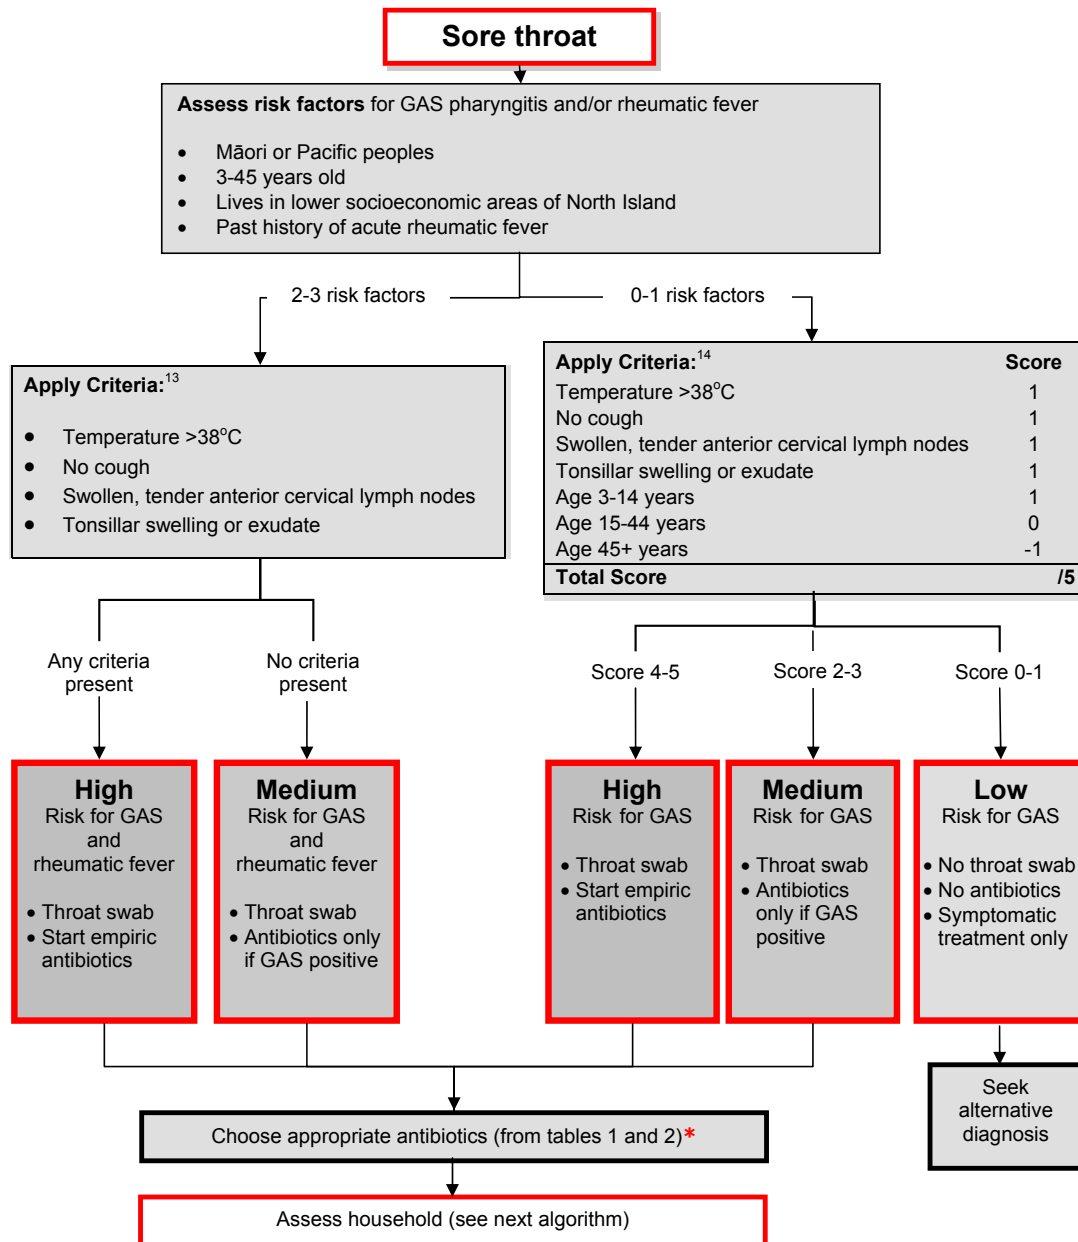 Sore throat
Assess risk factors for GAS pharyngitis and/or rheumatic fever
• Māori or Pacific peoples
• 3-45 years old
• Lives in lower socioeconomic areas of North Island
• Past history of acute rheumatic fever
2-3 risk factors
0-1 risk factors
Apply Criteria:13
• Temperature >38°C
• No cough
• Swollen, tender anterior cervical lymph nodes
• Tonsillar swelling or exudate
Apply Criteria:14 Score
Temperature >38°C 1
No cough 1
Swollen, tender anterior cervical lymph nodes 1
Tonsillar swelling or exudate 1
Age 3-14 years 1
Age 15-44 years 0
Age 45+ years -1
Total Score /5
Any criteria
present
No criteria
present
Score 4-5
Score 2-3
Score 0-1
High
Risk for GAS
and
rheumatic fever
• Throat swab
• Start empiric
antibiotics
Medium
Risk for GAS
and
rheumatic fever
• Throat swab
• Antibiotics only
if GAS positive
High
Risk for GAS
• Throat swab
• Start empiric
antibiotics
Medium
Risk for GAS
• Throat swab
• Antibiotics
only if GAS
positive
Low
Risk for GAS
• No throat swab
• No antibiotics
• Symptomatic
treatment only
Choose appropriate antibiotics (from tables 1 and 2)*
Seek
alternative
diagnosis
Assess household (see next algorithm)